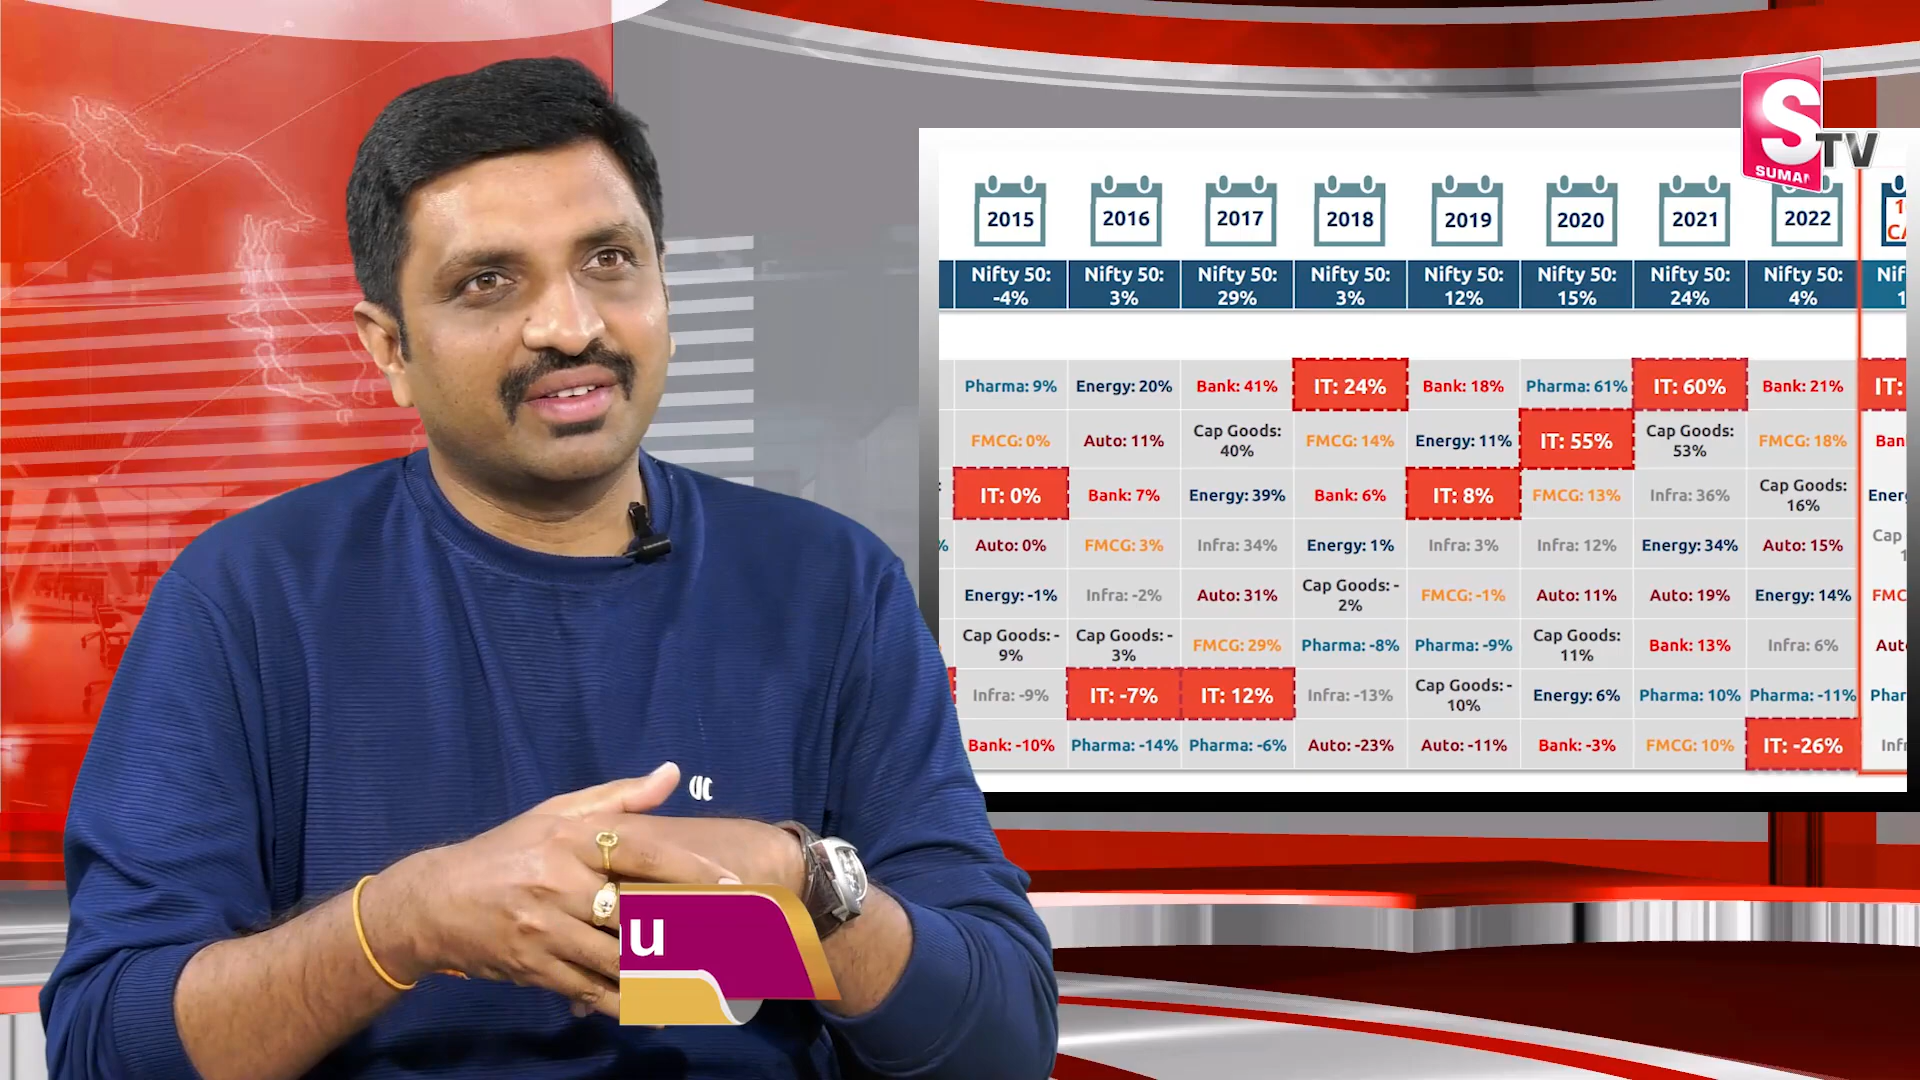 S
TV
SUMAN
2015 2016 2017 2018 2019 2020 2021 2022
Nifty 50: -4% Nifty 50: 3% Nifty 50: 29% Nifty 50: 3% Nifty 50: 12% Nifty 50: 15% Nifty 50: 24% Nifty 50: 4%
Pharma: 9% Energy: 20% Bank: 41% IT: 24% Bank: 18% Pharma: 61% IT: 60% Bank: 21% IT:
FMCG: 0% Auto: 11% Cap Goods: 40% FMCG: 14% Energy: 11% IT: 55% Cap Goods: 53% FMCG: 18%
IT: 0% Bank: 7% Energy: 39% Bank: 6% IT: 8% FMCG: 13% Infra: 36% Cap Goods: 16%
Auto: 0% FMCG: 3% Infra: 34% Energy: 1% Infra: 3% Infra: 12% Energy: 34% Auto: 15% Cap
Energy: -1% Infra: -2% Auto: 31% Cap Goods: -2% FMCG: -1% Auto: 11% Auto: 19% Energy: 14%
Cap Goods: -9% Cap Goods: -3% FMCG: 29% Pharma: -8% Pharma: -9% Cap Goods: 11% Bank: 13% Infra: 6%
Infra: -9% IT: -7% IT: 12% Infra: -13% Cap Goods: -10% Energy: 6% Pharma: 10% Pharma: -11%
Bank: -10% Pharma: -14% Pharma: -6% Auto: -23% Auto: -11% Bank: -3% FMCG: 10% IT: -26%